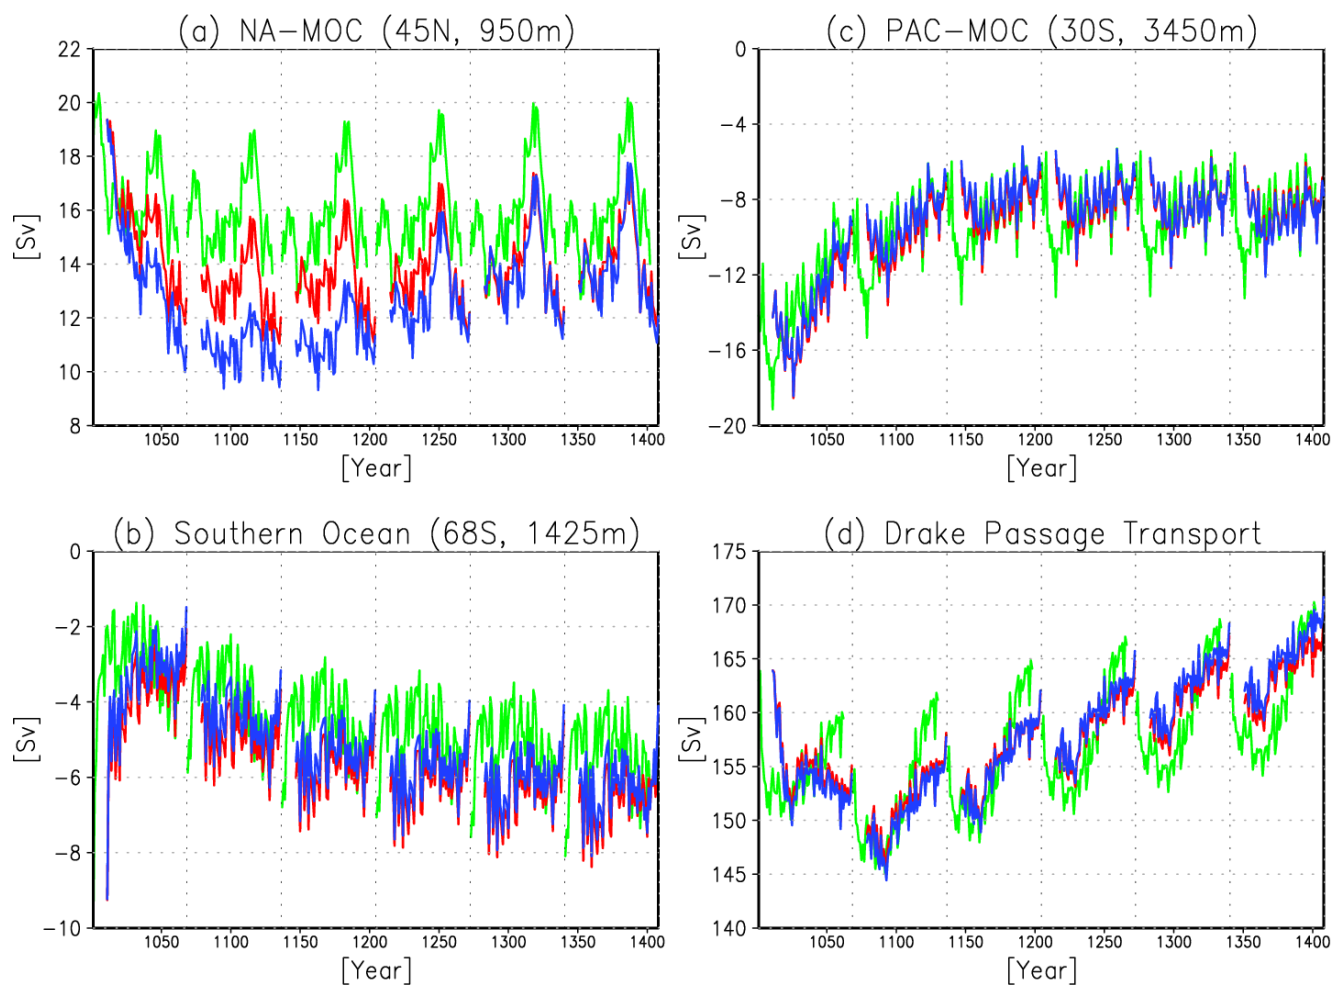 (a) NA-MOC (45N, 950m)
22
20
18
16
14
12
10
8
[Sv]
1050 1100 1150 1200 1250 1300 1350 1400
[Year]
(c) PAC-MOC (30S, 3450m)
0
-4
-8
-12
-16
-20
[Sv]
1050 1100 1150 1200 1250 1300 1350 1400
[Year]
(b) Southern Ocean (68S, 1425m)
0
-2
-4
-6
-8
-10
[Sv]
1050 1100 1150 1200 1250 1300 1350 1400
[Year]
(d) Drake Passage Transport
175
170
165
160
155
150
145
140
[Sv]
1050 1100 1150 1200 1250 1300 1350 1400
[Year]